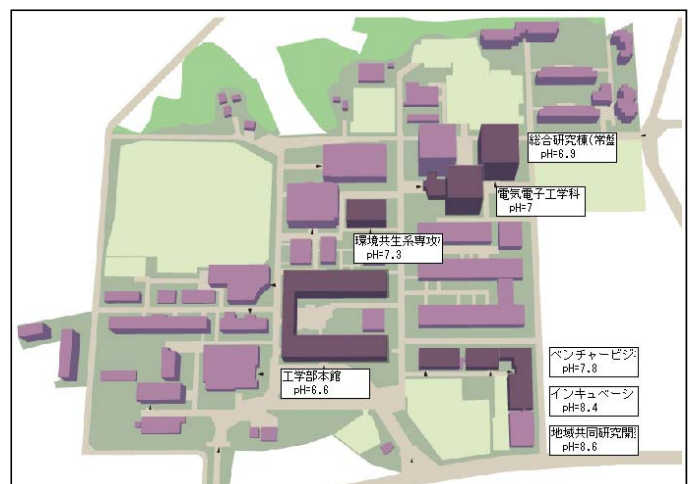 総合研究棟(常盤
pH=6.9
電気電子工学科
pH=7
環境共生系専攻
pH=7.3
工学部本館
pH=6.6
ベンチャービジ
pH=7.8
インキュベーシ
pH=8.4
地域共同研究開
pH=8.6